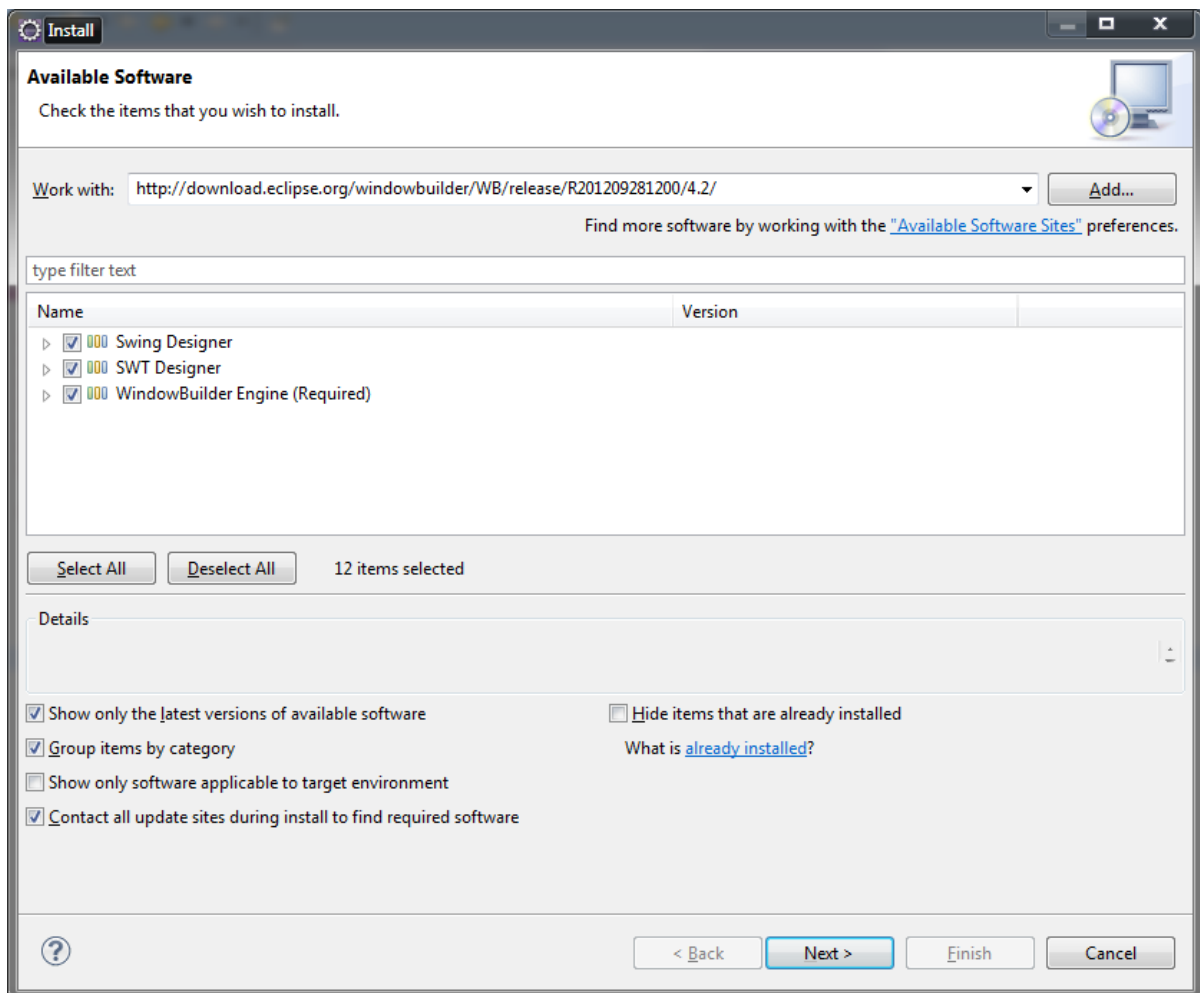 Install
Available Software
Check the items that you wish to install.
Work with: http://download.eclipse.org/windowbuilder/WB/release/R201209281200/4.2/ Add...
Find more software by working with the "Available Software Sites" preferences.
type filter text
Name Version
Swing Designer
SWT Designer
WindowBuilder Engine (Required)
Select All Deselect All 12 items selected
Details
Show only the latest versions of available software Hide items that are already installed
Group items by category What is already installed?
Show only software applicable to target environment
Contact all update sites during install to find required software
? < Back Next > Finish Cancel